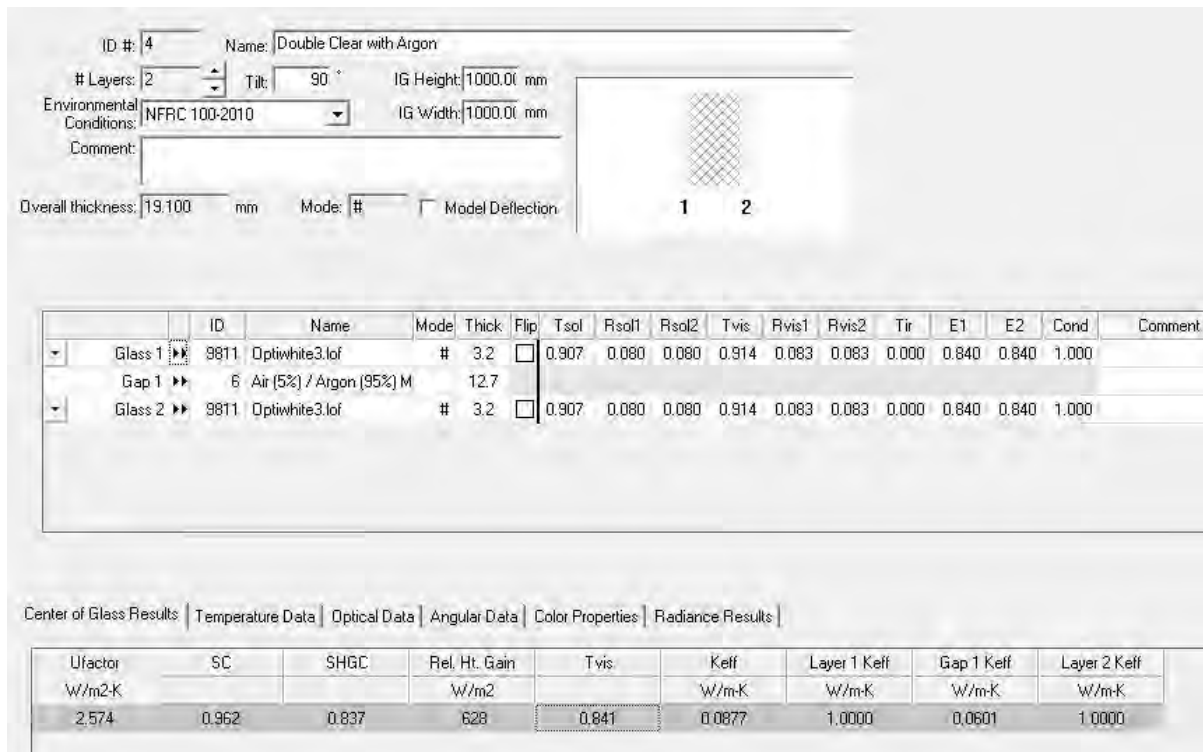 ID #: 4 Name: Double Clear with Argon
# Layers: 2 Tilt: 90 ° IG Height: 1000.00 mm
Environmental Conditions: NFRC 100-2010 IG Width: 1000.00 mm
Comment:
Overall thickness: 19.100 mm Mode: # Model Deflection
1 2
ID Name Mode Thick Flip Tsol Rsol1 Rsol2 Tvis Rvis1 Rvis2 Tir E1 E2 Cond Comment
Glass 1 9811 Optiwhite3.lof # 3.2 0.907 0.080 0.080 0.914 0.083 0.083 0.000 0.840 0.840 1.000
Gap 1 6 Air (5%) / Argon (95%) M 12.7
Glass 2 9811 Optiwhite3.lof # 3.2 0.907 0.080 0.080 0.914 0.083 0.083 0.000 0.840 0.840 1.000
Center of Glass Results Temperature Data Optical Data Angular Data Color Properties Radiance Results
Ufactor SC SHGC Rel. Ht. Gain Tvis Keff Layer 1 Keff Gap 1 Keff Layer 2 Keff
W/m2-K W/m2 W/m-K W/m-K W/m-K W/m-K
2.574 0.962 0.837 628 0.841 0.0877 1.0000 0.0601 1.0000